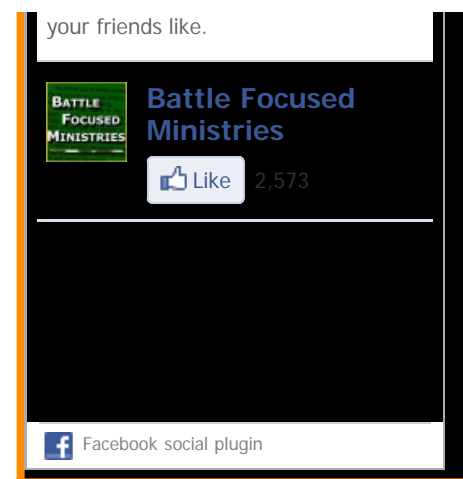 your friends like.
BATTLE
FOCUSED
MINISTRIES
Battle Focused
Ministries
Like 2,573
Facebook social plugin